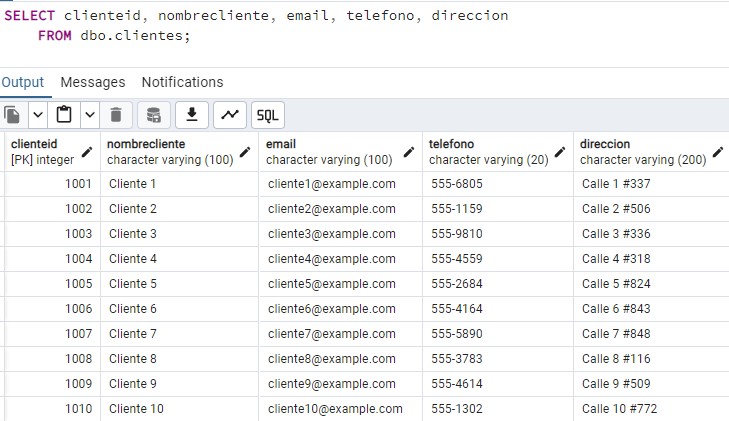 SELECT clienteid, nombrecliente, email, telefono, direccion
FROM dbo.clientes;
Output Messages Notifications
SQL
clienteid nombrecliente email telefono direccion
[PK] integer character varying (100) character varying (100) character varying (20) character varying (200)
1001 Cliente 1 cliente1@example.com 555-6805 Calle 1 #337
1002 Cliente 2 cliente2@example.com 555-1159 Calle 2 #506
1003 Cliente 3 cliente3@example.com 555-9810 Calle 3 #336
1004 Cliente 4 cliente4@example.com 555-4559 Calle 4 #318
1005 Cliente 5 cliente5@example.com 555-2684 Calle 5 #824
1006 Cliente 6 cliente6@example.com 555-4164 Calle 6 #843
1007 Cliente 7 cliente7@example.com 555-5890 Calle 7 #848
1008 Cliente 8 cliente8@example.com 555-3783 Calle 8 #116
1009 Cliente 9 cliente9@example.com 555-4614 Calle 9 #509
1010 Cliente 10 cliente10@example.com 555-1302 Calle 10 #772